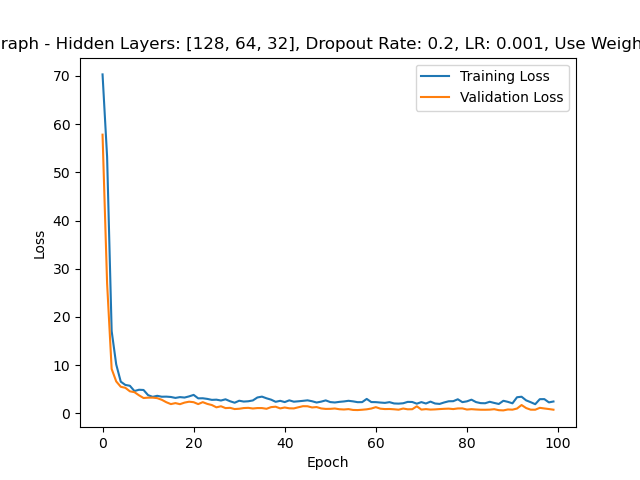 raph - Hidden Layers: [128, 64, 32], Dropout Rate: 0.2, LR: 0.001, Use Weigh
Training Loss
Validation Loss
70
60
50
40
30
20
10
0
Loss
0 20 40 60 80 100
Epoch